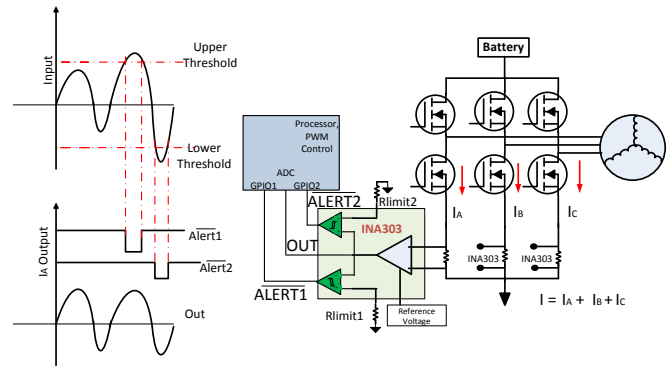 Input
Upper
Threshold
Lower
Threshold
IA Output
Alert1
Alert2
Out
Battery
Processor,
PWM
Control
ADC
GPIO1 GPIO2
ALERT2
Rlimit2
INA303
OUT
ALERT1
Rlimit1
Reference
Voltage
IA
IB
IC
INA303
INA303
I = IA + IB + IC